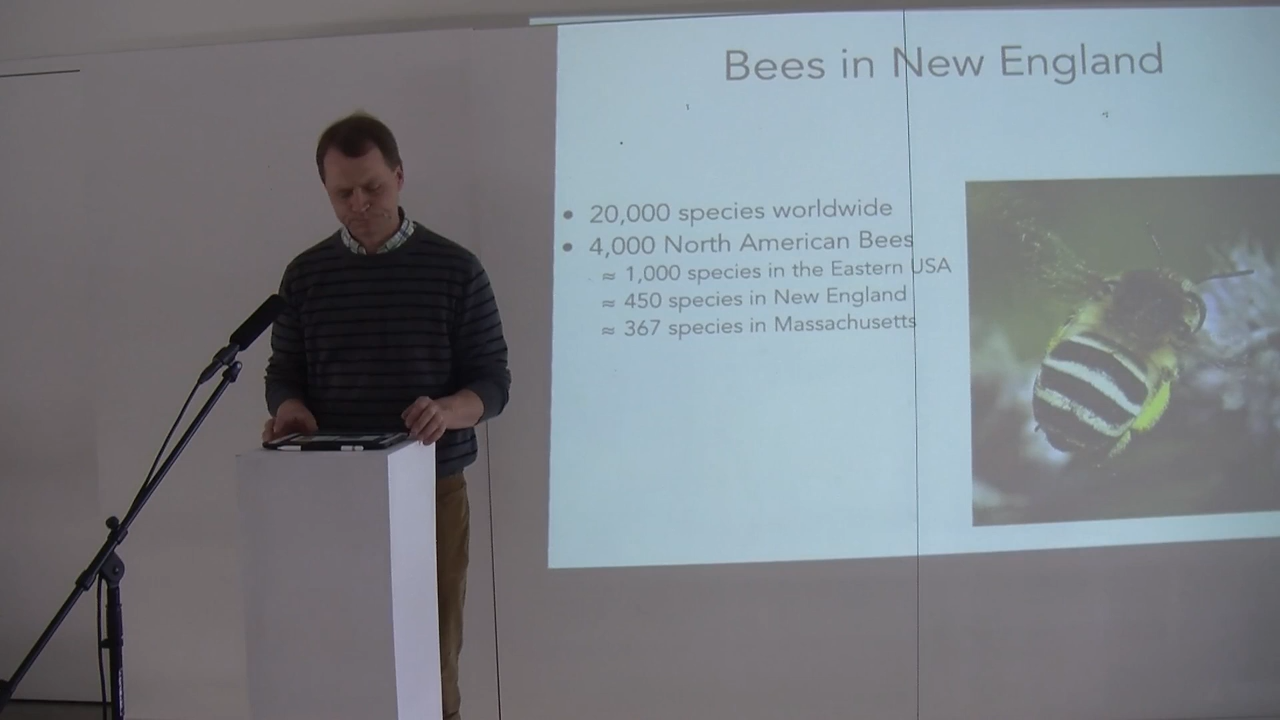 Bees in New England
• 20,000 species worldwide
• 4,000 North American Bees
≈ 1,000 species in the Eastern USA
≈ 450 species in New England
≈ 367 species in Massachusetts